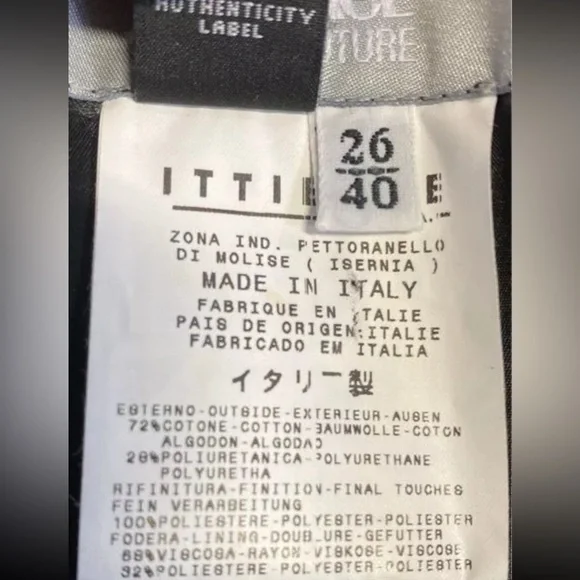 AUTHENTICITY
LABEL
26
40
ZONA IND. PETTORANELLO
DI MOLISE ( ISERNIA )
MADE IN ITALY
FABRIQUE EN ITALIE
PAIS DE ORIGEN:ITALIE
FABRICADO EM ITALIA
イタリー製
ESTERNO-OUTSIDE-EXTERIEUR-AUSEN
72%COTONE-COTTON-BAUMWOLLE-COTON
ALGODON-ALGODAO
28%POLIURETANICA-POLYURETHANE
POLYURETHA
RIFINITURA-FINITION-FINAL TOUCHES
FEIN VERARBEITUNG
100%POLIESTERE-POLYESTER-POLIESTER
FODERA-LINING-DOUBLURE-GEFUTTER
68%VISCOSA-RAYON-VISKOSE-VISCOSE
32%POLIESTERE-POLYESTER-POLIESTER